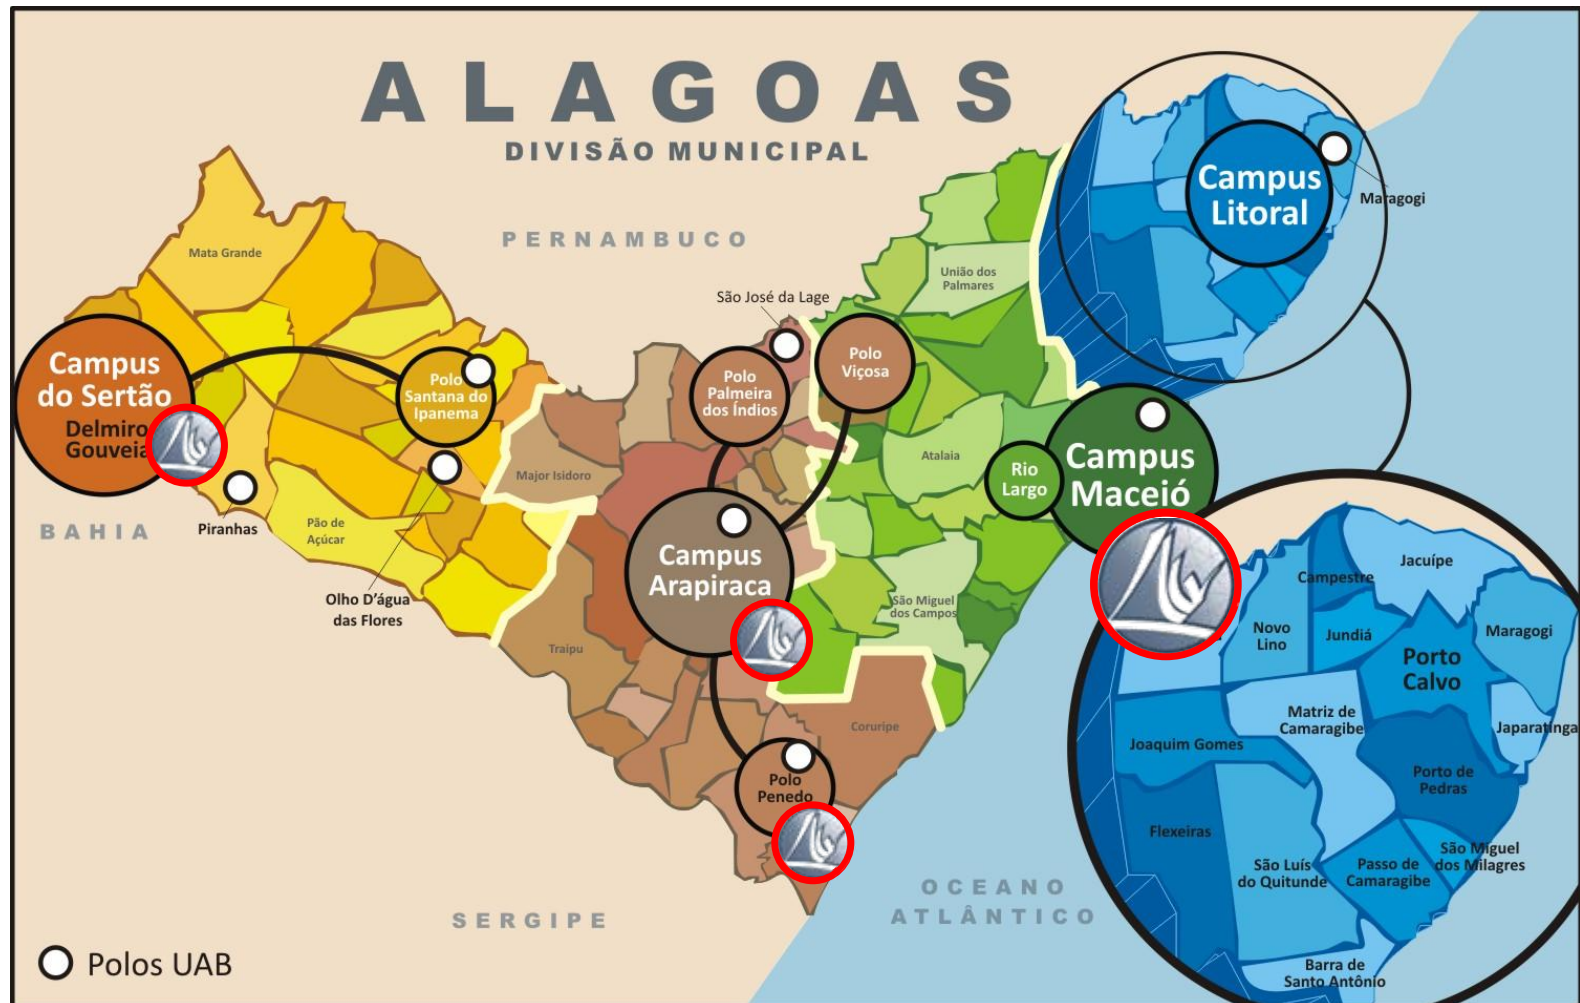 ALAGOAS
DIVISÃO MUNICIPAL
PERNAMBUCO
Mata Grande
União dos
Palmares
Campus
Litoral
Maragogi
São José da Lage
Campus
do Sertão
Delmiro
Gouveia
Polo
Santana do
Ipanema
Polo
Palmeira
dos Índios
Polo
Viçosa
Major Isidoro
Atalaia
Rio
Largo
Campus
Maceió
BAHIA
Piranhas
Pão de
Açúcar
Olho D'água
das Flores
Campus
Arapiraca
São Miguel
dos Campos
Traipu
Coruripe
Polo
Penedo
Campestre
Jacuípe
Novo
Lino
Jundiá
Maragogi
Porto
Calvo
Matriz de
Camaragibe
Japaratinga
Joaquim Gomes
Porto de
Pedras
Flexeiras
São Luís
do Quitunde
Passo de
Camaragibe
São Miguel
dos Milagres
Barra de
Santo Antônio
OCEANO
ATLÂNTICO
SERGIPE
Polos UAB